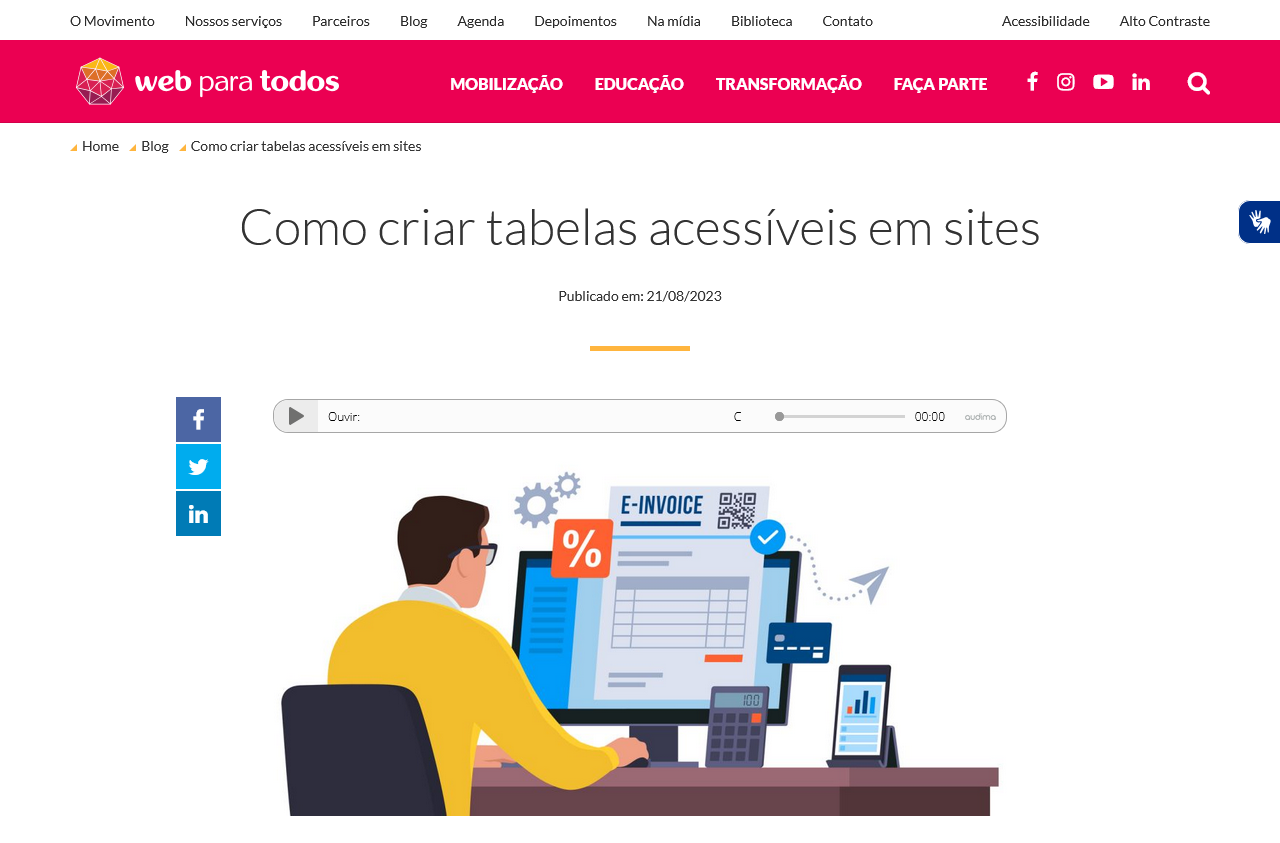 O Movimento Nossos serviços Parceiros Blog Agenda Depoimentos Na mídia Biblioteca Contato Acessibilidade Alto Contraste
web para todos MOBILIZAÇÃO EDUCAÇÃO TRANSFORMAÇÃO FAÇA PARTE
Home Blog Como criar tabelas acessíveis em sites
Como criar tabelas acessíveis em sites
Publicado em: 21/08/2023
Ouvir: C 00:00 audima
E-INVOICE
%
100